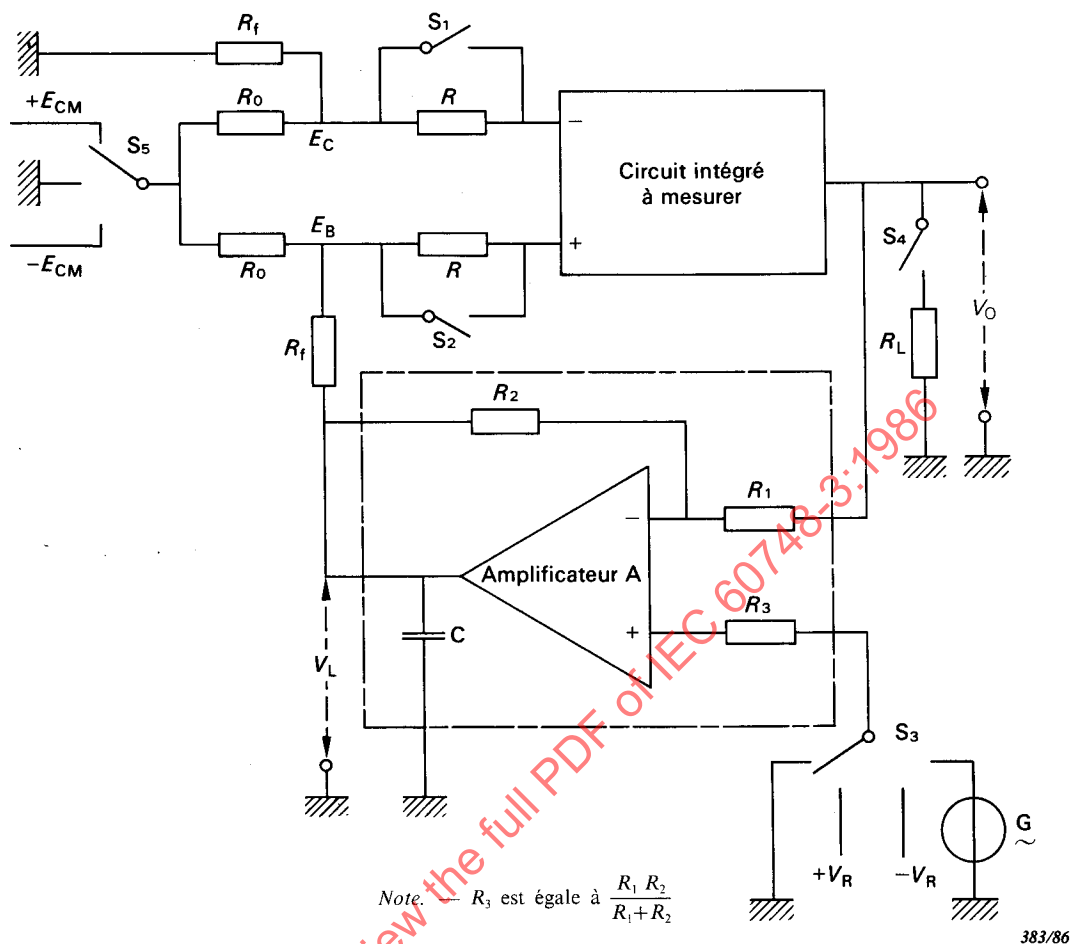 Rf
S1
+ECM
R0
R
EC
−
S5
Circuit intégré
à mesurer
EB
+
−ECM
R0
R
S2
S4
VO
RL
Rf
R2
R1
−
Amplificateur A
R3
+
C
VL
S3
G
∼
+VR
−VR
Note. — R3 est égale à R1 R2 / R1+R2
383/86
iew the full PDF of IEC 60748-3:1986